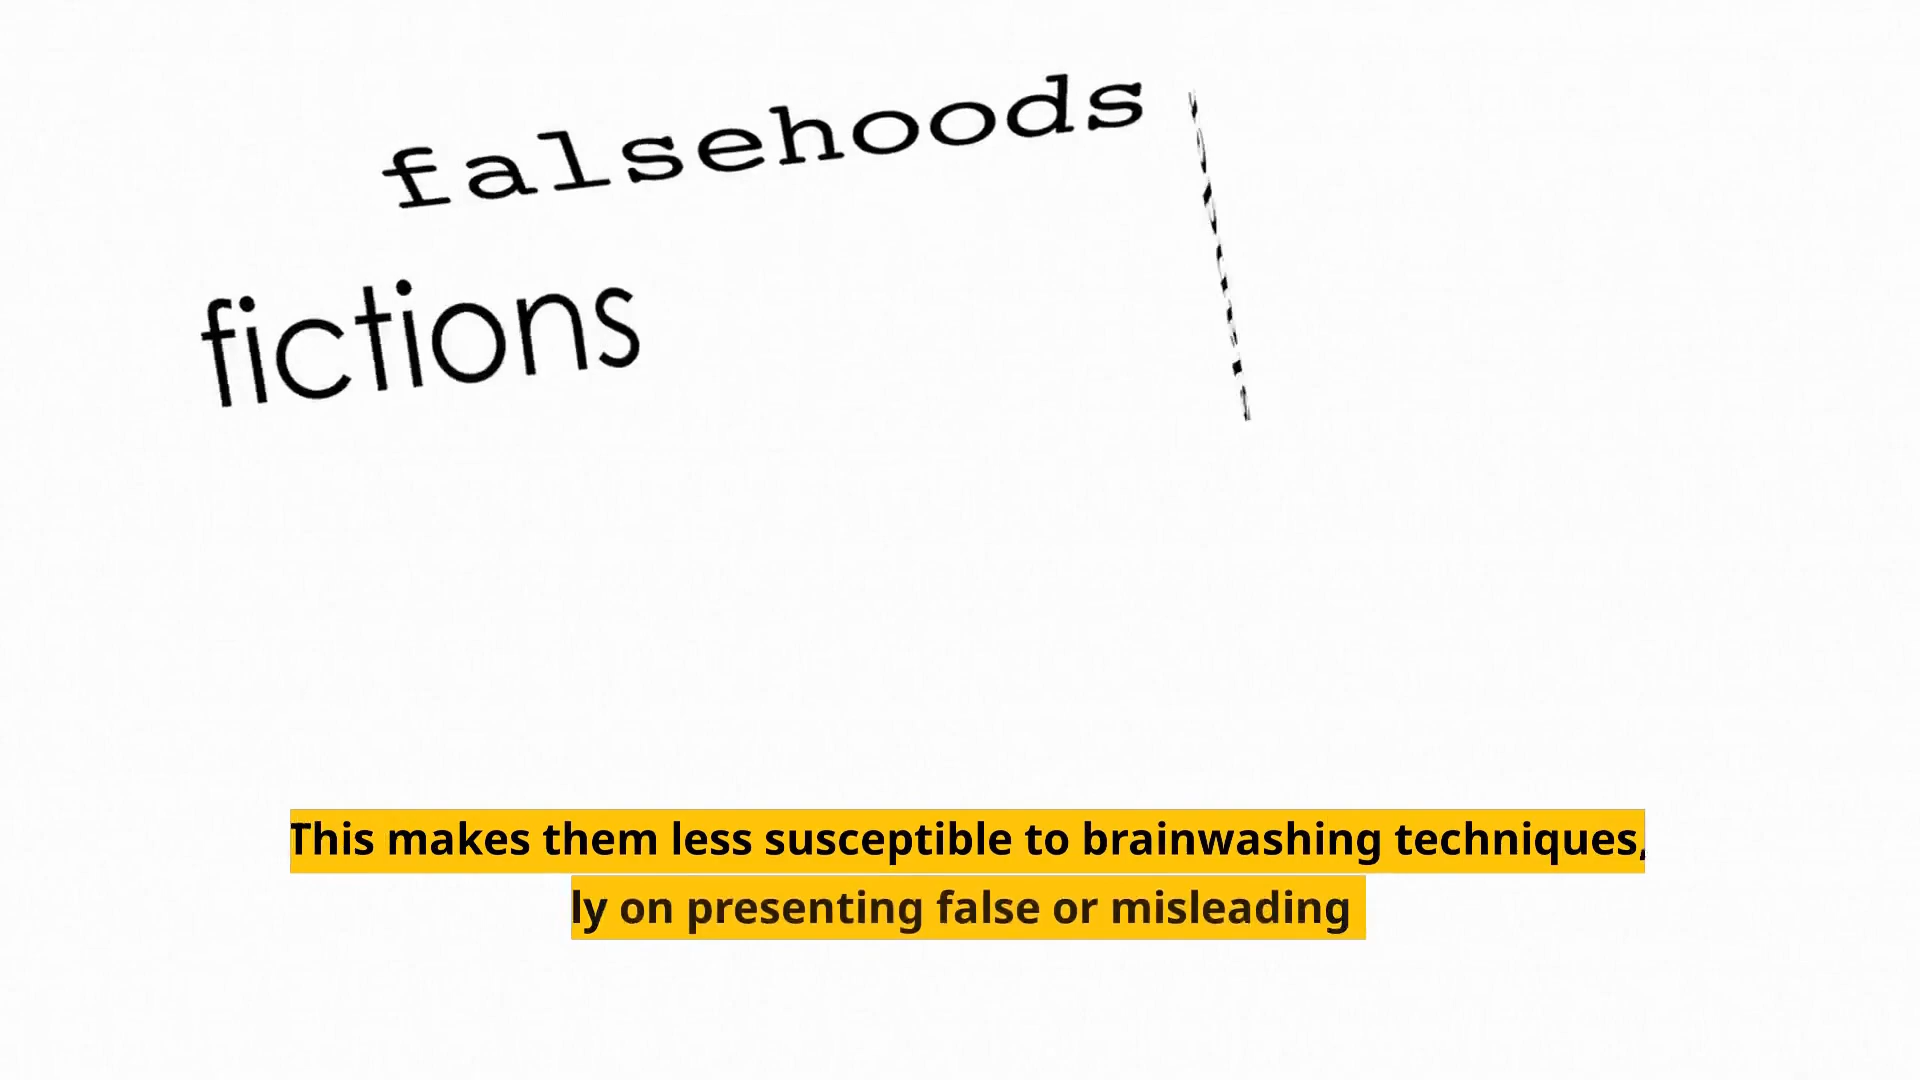 falsehoods
fictions
This makes them less susceptible to brainwashing techniques,
ly on presenting false or misleading